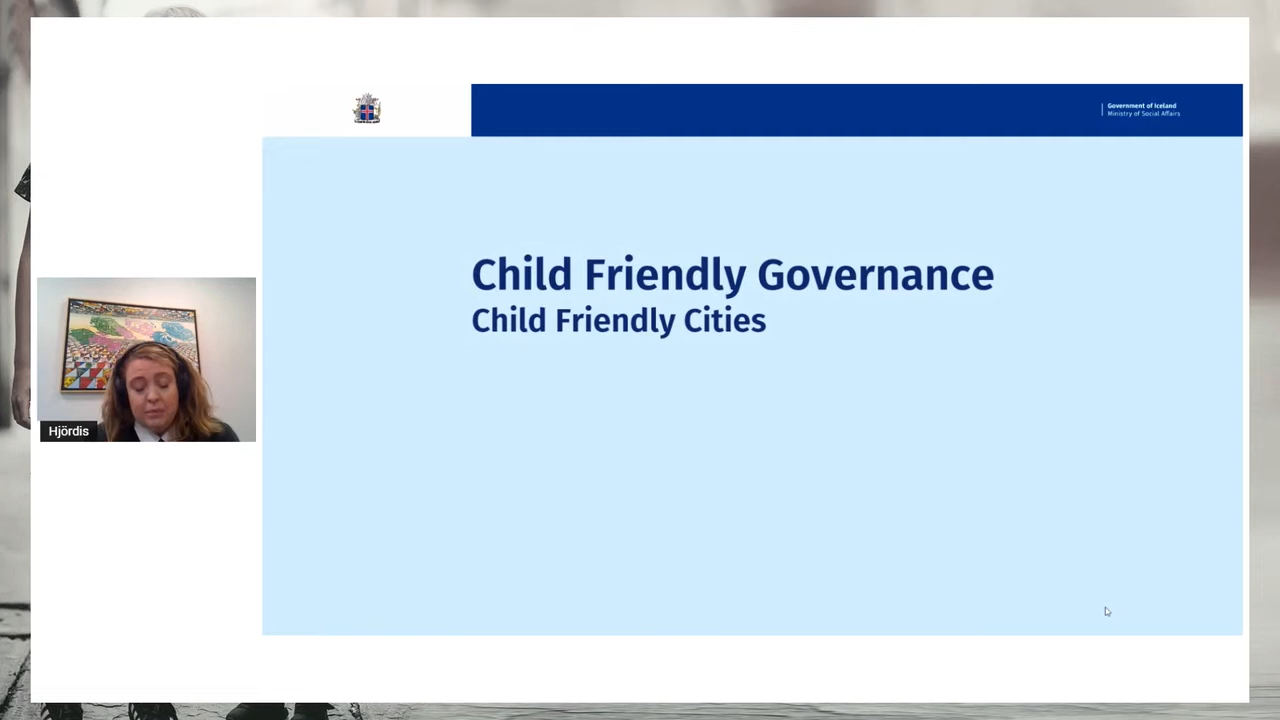 Government of Iceland
Ministry of Social Affairs
Child Friendly Governance
Child Friendly Cities
Hjördis